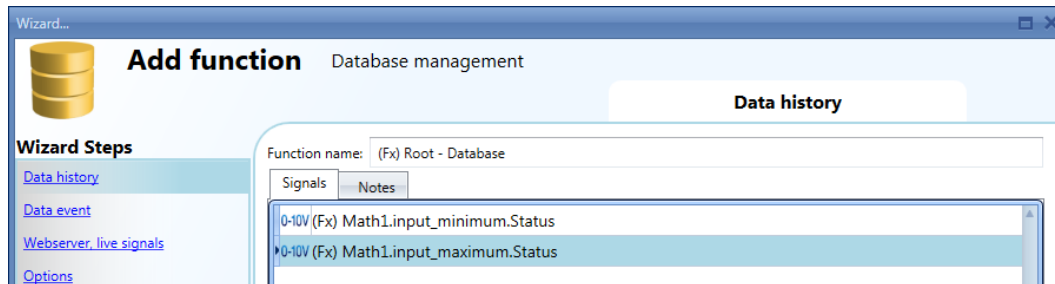 Wizard...
Add function Database management
Data history
Wizard Steps
Data history
Data event
Webserver, live signals
Options
Function name: (Fx) Root - Database
Signals Notes
0-10V (Fx) Math1.input_minimum.Status
0-10V (Fx) Math1.input_maximum.Status